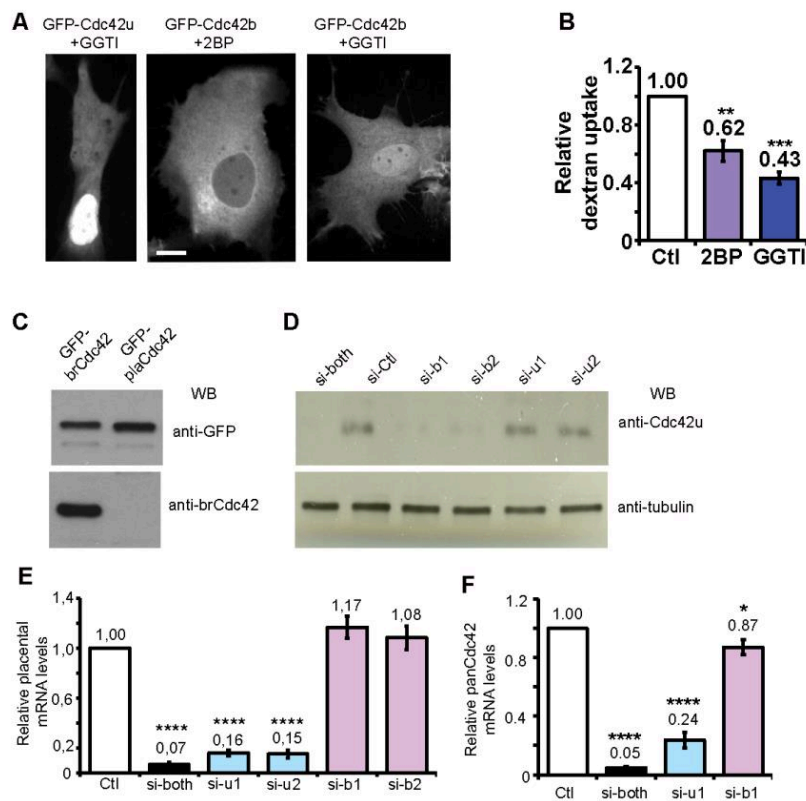 A
GFP-Cdc42u
+GGTI
GFP-Cdc42b
+2BP
GFP-Cdc42b
+GGTI
B
Relative
dextran uptake
1.2
0.8
0.4
0
1.00
**
0.62
***
0.43
Ctl
2BP
GGTI
C
GFP-
brCdc42
GFP-
plaCdc42
WB
anti-GFP
anti-brCdc42
D
si-both
si-Ctl
si-b1
si-b2
si-u1
si-u2
WB
anti-Cdc42u
anti-tubulin
E
Relative placental
mRNA levels
1,4
1,0
0,6
0,2
0
1,00
****
0,07
****
0,16
****
0,15
1,17
1,08
Ctl
si-both
si-u1
si-u2
si-b1
si-b2
F
Relative panCdc42
mRNA levels
1.2
0.8
0.4
0
1.00
****
0.05
****
0.24
*
0.87
Ctl
si-both
si-u1
si-b1